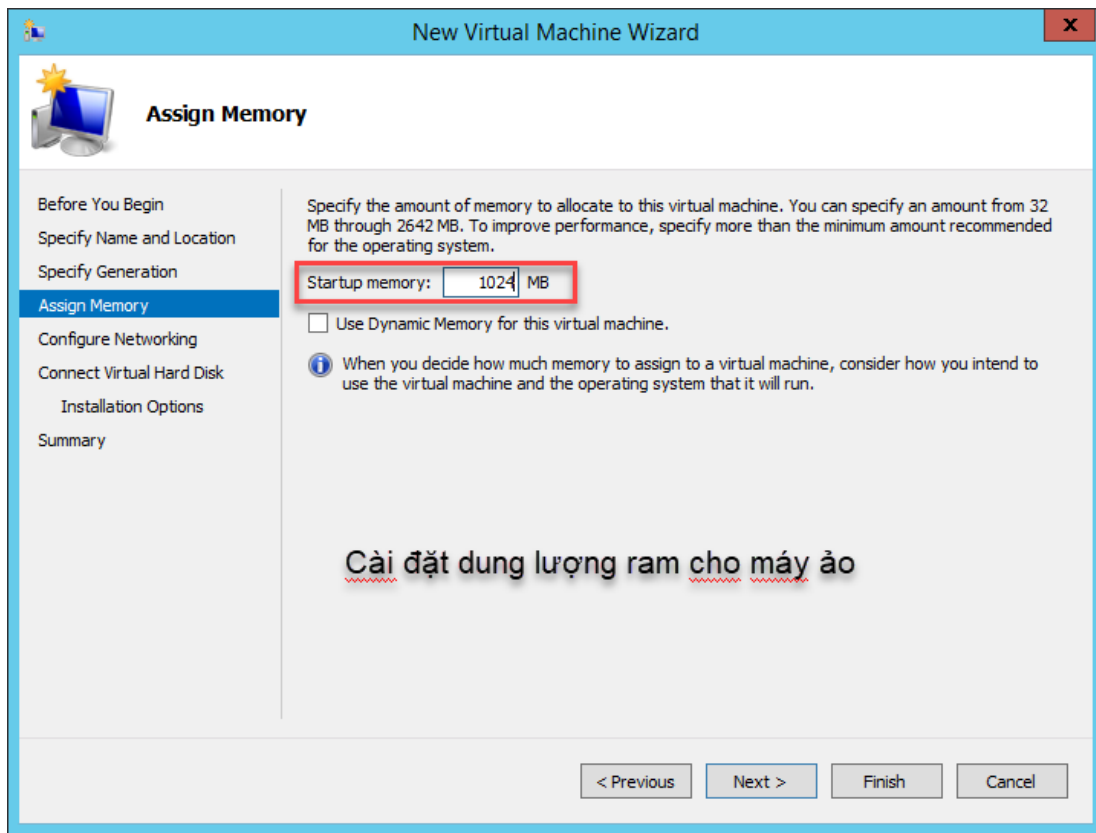 New Virtual Machine Wizard
x
Assign Memory
Before You Begin
Specify Name and Location
Specify Generation
Assign Memory
Configure Networking
Connect Virtual Hard Disk
Installation Options
Summary
Specify the amount of memory to allocate to this virtual machine. You can specify an amount from 32
MB through 2642 MB. To improve performance, specify more than the minimum amount recommended
for the operating system.
Startup memory: 1024 MB
Use Dynamic Memory for this virtual machine.
When you decide how much memory to assign to a virtual machine, consider how you intend to
use the virtual machine and the operating system that it will run.
Cài đặt dung lượng ram cho máy ảo
< Previous Next > Finish Cancel